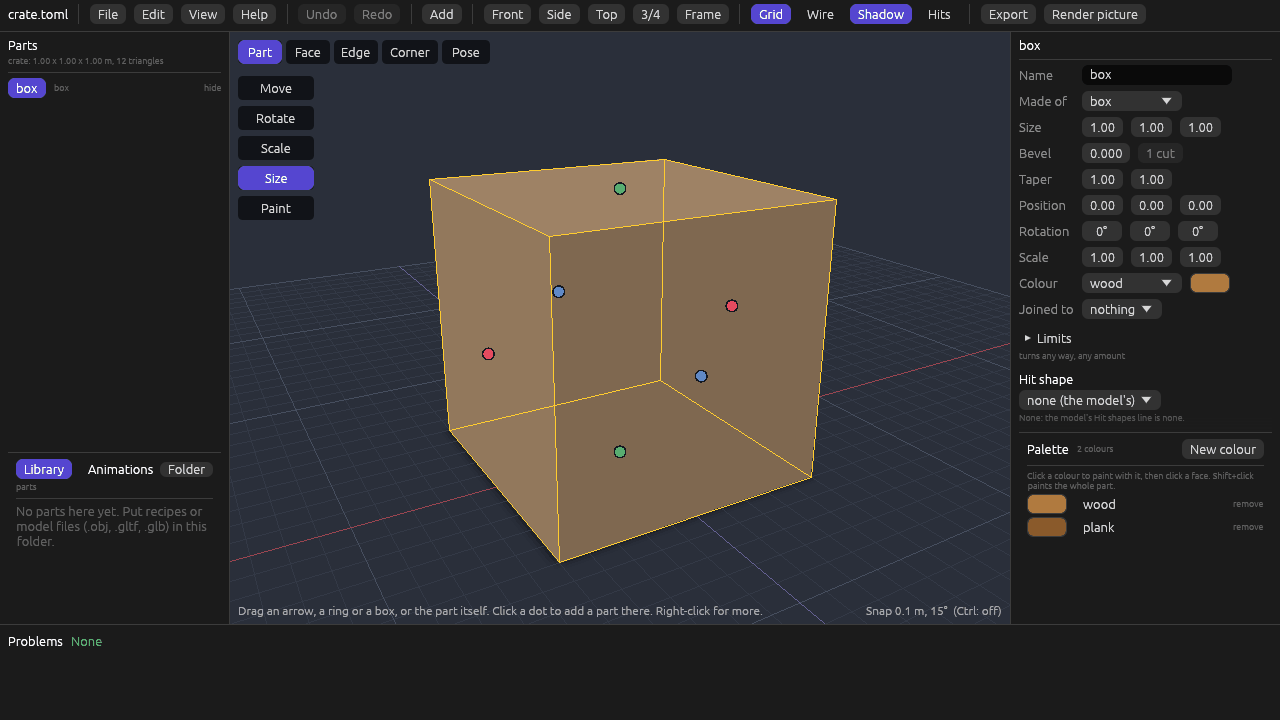 crate.toml File Edit View Help Undo Redo Add Front Side Top 3/4 Frame Grid Wire Shadow Hits Export Render picture
Parts
crate: 1.00 x 1.00 x 1.00 m, 12 triangles
box box hide
Library Animations Folder
parts
No parts here yet. Put recipes or
model files (.obj, .gltf, .glb) in this
folder.
Part Face Edge Corner Pose
Move
Rotate
Scale
Size
Paint
Drag an arrow, a ring or a box, or the part itself. Click a dot to add a part there. Right-click for more.
Snap 0.1 m, 15° (Ctrl: off)
box
Name box
Made of box
Size 1.00 1.00 1.00
Bevel 0.000 1 cut
Taper 1.00 1.00
Position 0.00 0.00 0.00
Rotation 0° 0° 0°
Scale 1.00 1.00 1.00
Colour wood
Joined to nothing
Limits
turns any way, any amount
Hit shape
none (the model's)
None: the model's Hit shapes line is none.
Palette 2 colours New colour
Click a colour to paint with it, then click a face. Shift+click
paints the whole part.
wood remove
plank remove
Problems None